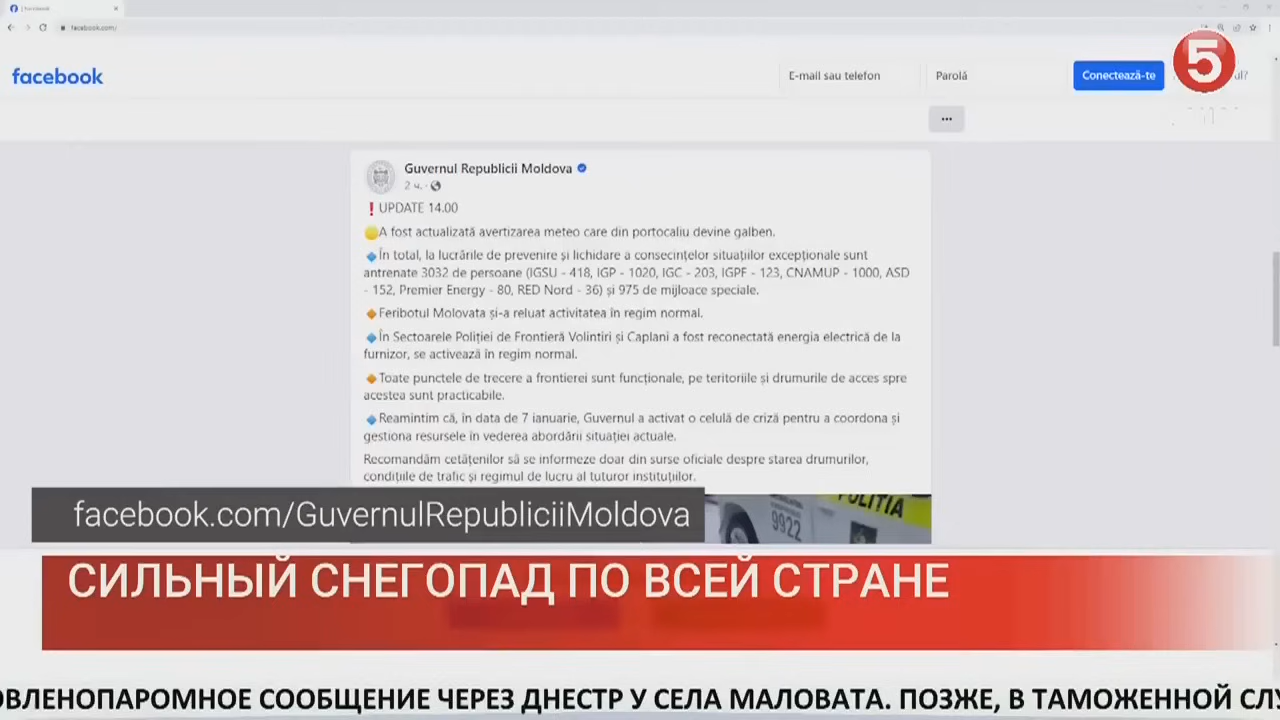 facebook.com/
facebook
E-mail sau telefon
Parolă
Conectează-te
ul?
5
Guvernul Republicii Moldova
2 ч.
❗UPDATE 14.00
A fost actualizată avertizarea meteo care din portocaliu devine galben.
În total, la lucrările de prevenire și lichidare a consecințelor situațiilor excepționale sunt
antrenate 3032 de persoane (IGSU - 418, IGP - 1020, IGC - 203, IGPF - 123, CNAMUP - 1000, ASD
- 152, Premier Energy - 80, RED Nord - 36) și 975 de mijloace speciale.
Feribotul Molovata și-a reluat activitatea în regim normal.
În Sectoarele Poliției de Frontieră Volintiri și Caplani a fost reconectată energia electrică de la
furnizor, se activează în regim normal.
Toate punctele de trecere a frontierei sunt funcționale, pe teritoriile și drumurile de acces spre
acestea sunt practicabile.
Reamintim că, în data de 7 ianuarie, Guvernul a activat o celulă de criză pentru a coordona și
gestiona resursele în vederea abordării situației actuale.
Recomandăm cetățenilor să se informeze doar din surse oficiale despre starea drumurilor,
condițiile de trafic și regimul de lucru al tuturor instituțiilor.
POLIȚIA
9922
facebook.com/GuvernulRepubliciiMoldova
СИЛЬНЫЙ СНЕГОПАД ПО ВСЕЙ СТРАНЕ
ОВЛЕНОПАРОМНОЕ СООБЩЕНИЕ ЧЕРЕЗ ДНЕСТР У СЕЛА МАЛОВАТА. ПОЗЖЕ, В ТАМОЖЕННОЙ СЛУ